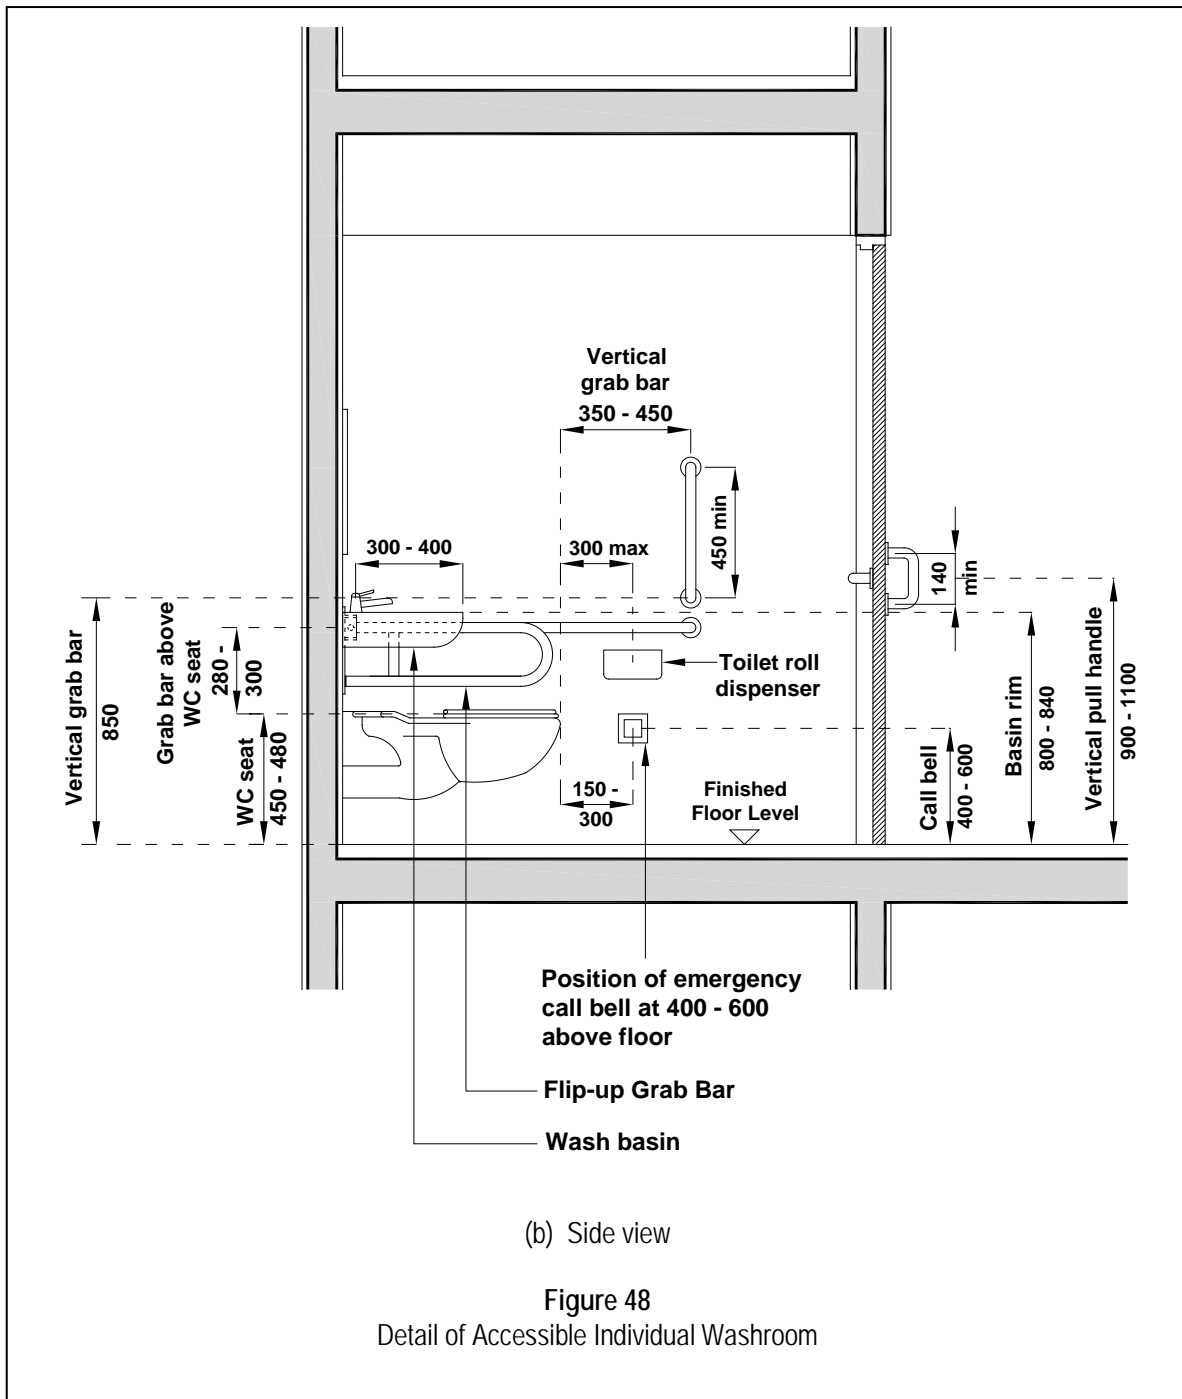 Vertical
grab bar
350 - 450
450 min
300 - 400
300 max
140
min
Vertical grab bar
850
Grab bar above
WC seat
280 -
300
WC seat
450 - 480
Toilet roll
dispenser
150 -
300
Finished
Floor Level
Call bell
400 - 600
Basin rim
800 - 840
Vertical pull handle
900 - 1100
Position of emergency
call bell at 400 - 600
above floor
Flip-up Grab Bar
Wash basin
(b) Side view
Figure 48
Detail of Accessible Individual Washroom